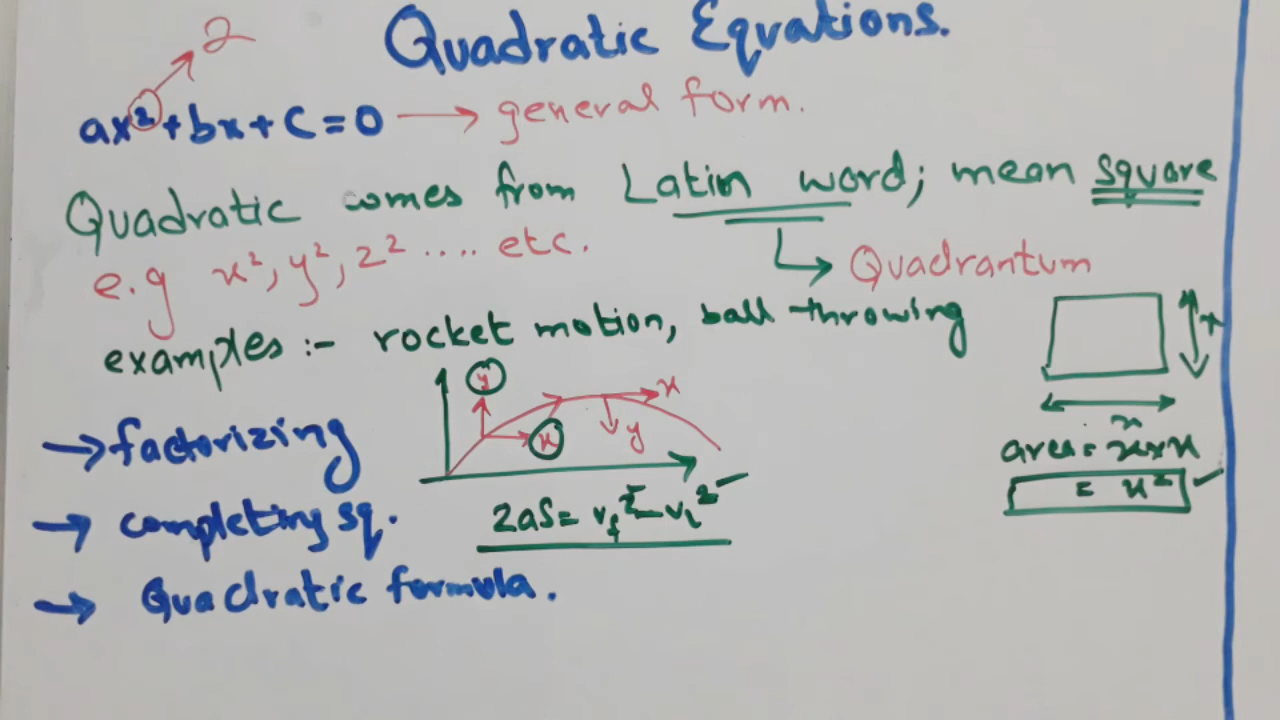 Quadratic Equations.
2
ax²+bx+c=0 → general form.
Quadratic comes from Latin word; mean square
e.g x², y², z² .... etc.
Quadrantum
examples :- rocket motion, ball throwing
y x
x y
x
x
→ factorizing
→ completing sq.
→ Quadratic formula.
2aS = vf² - vi²
area = x×x
= x²